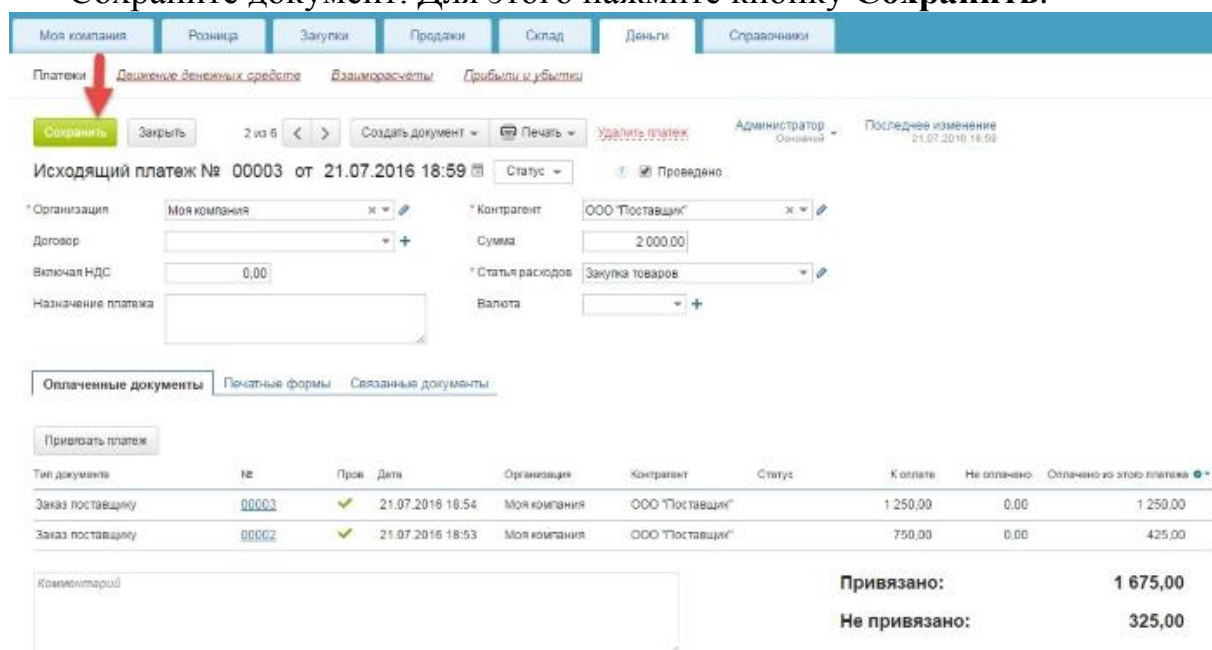 Сохраните документ. Для этого нажмите кнопку Сохранить.
Моя компания Розница Закупки Продажи Склад Деньги Справочники
Платежи Движение денежных средств Взаиморасчёты Прибыли и убытки
Сохранить Закрыть 2 из 6 < > Создать документ Печать Удалить платеж Администратор Основной Последнее изменение 21.07.2016 18:59
Исходящий платеж № 00003 от 21.07.2016 18:59 Статус ? Проведено
* Организация Моя компания * Контрагент ООО "Поставщик"
Договор Сумма 2 000,00
Включая НДС 0,00 * Статья расходов Закупка товаров
Назначение платежа Валюта
Оплаченные документы Печатные формы Связанные документы
Привязать платеж
Тип документа № Пров Дата Организация Контрагент Статус К оплате Не оплачено Оплачено из этого платежа
Заказ поставщику 00003 21.07.2016 18:54 Моя компания ООО "Поставщик" 1 250,00 0,00 1 250,00
Заказ поставщику 00002 21.07.2016 18:53 Моя компания ООО "Поставщик" 750,00 0,00 425,00
Комментарий
Привязано: 1 675,00
Не привязано: 325,00